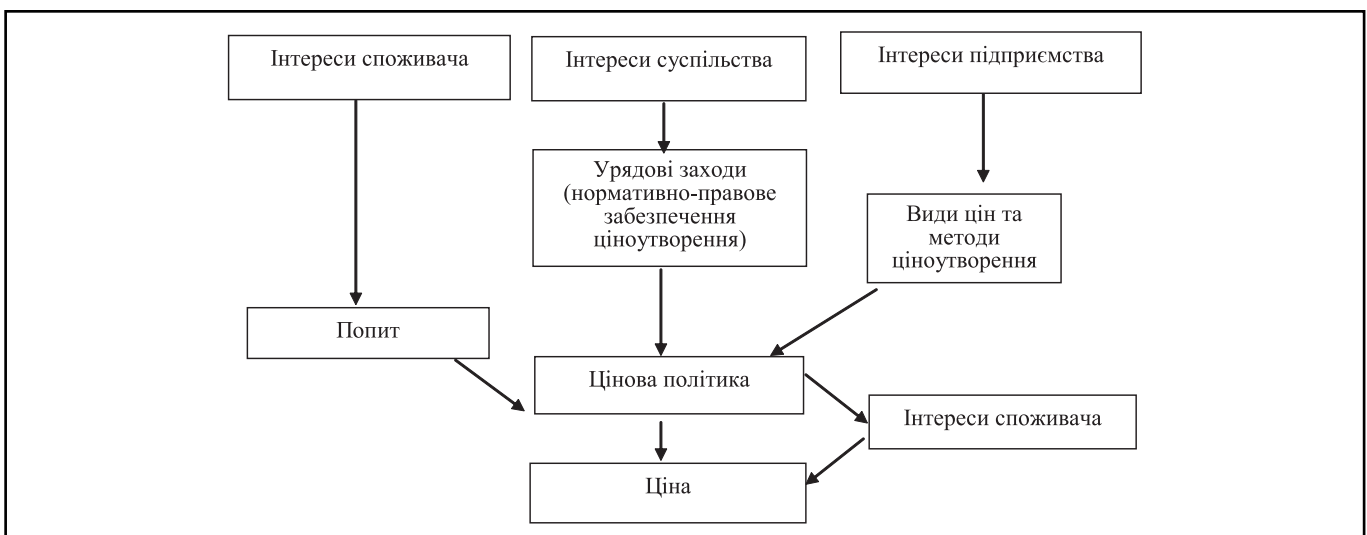 Інтереси споживача
Інтереси суспільства
Інтереси підприємства
Урядові заходи
(нормативно-правове
забезпечення
ціноутворення)
Види цін та
методи
ціноутворення
Попит
Цінова політика
Інтереси споживача
Ціна